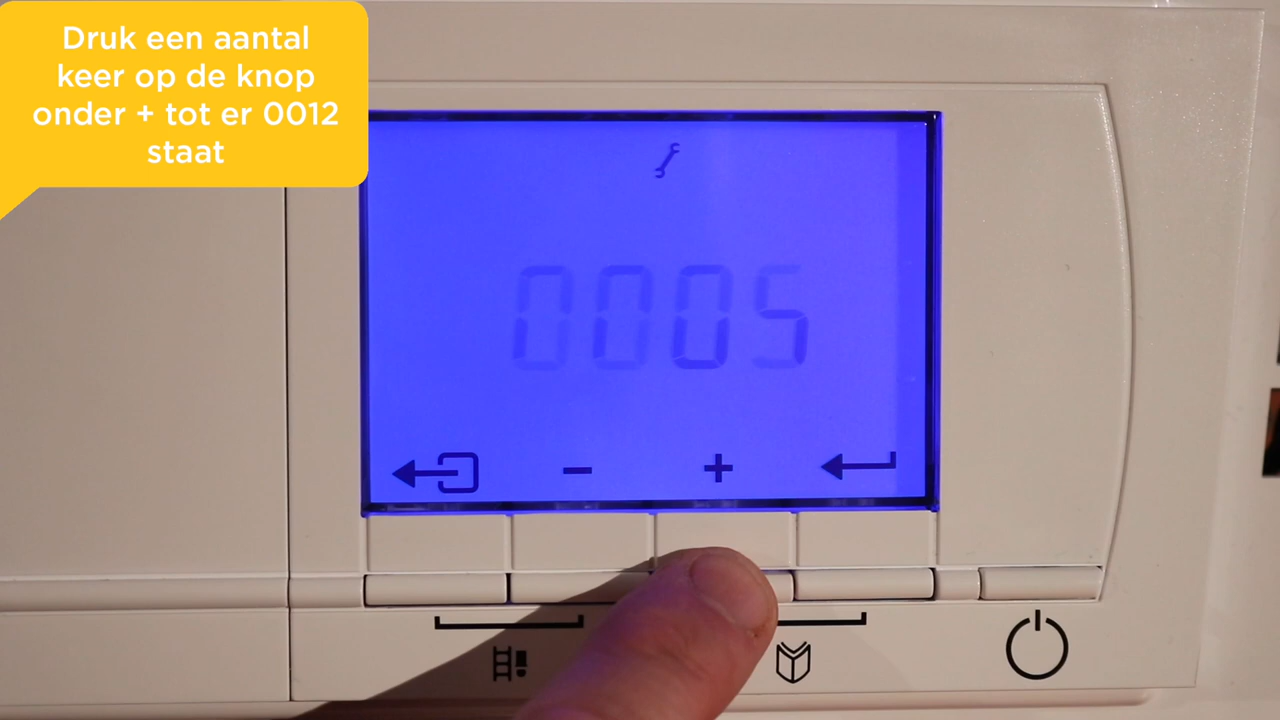 Druk een aantal
keer op de knop
onder + tot er 0012
staat
0005
- +